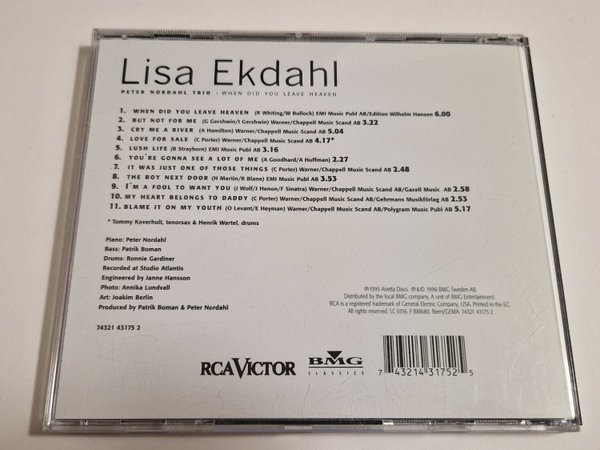 Lisa Ekdahl
PETER NORDAHL TRIO - WHEN DID YOU LEAVE HEAVEN
1. WHEN DID YOU LEAVE HEAVEN (R Whiting/W Bullock) EMI Music Publ AB/Edition Wilhelm Hansen 6.00
2. BUT NOT FOR ME (G Gershwin/I Gershwin) Warner/Chappell Music Scand AB 3.22
3. CRY ME A RIVER (A Hamilton) Warner/Chappell Music Scand AB 5.04
4. LOVE FOR SALE (C Porter) Warner/Chappell Music Scand AB 4.17*
5. LUSH LIFE (B Strayhorn) EMI Music Publ AB 3.16
6. YOU'RE GONNA SEE A LOT OF ME (A Goodhard/A Hoffman) 2.27
7. IT WAS JUST ONE OF THOSE THINGS (C Porter) Warner/Chappell Music Scand AB 2.48
8. THE BOY NEXT DOOR (H Martin/R Blane) EMI Music Publ AB 3.53
9. I'M A FOOL TO WANT YOU (J Wolf/J Henon/F Sinatra) Warner/Chappell Music Scand AB/Gazell Music AB 2.58
10. MY HEART BELONGS TO DADDY (C Porter) Warner/Chappell Music Scand AB/Gehrmans Musikförlag AB 2.53
11. BLAME IT ON MY YOUTH (O Levant/E Heyman) Warner/Chappell Music Scand AB/Polygram Music Publ AB 5.17
* Tommy Koverhult, tenorsax & Henrik Wartel, drums
Piano: Peter Nordahl
Bass: Patrik Boman
Drums: Ronnie Gardiner
Recorded at Studio Atlantis
Engineered by Janne Hansson
Photo: Annika Lundvall
Art: Joakim Berlin
Produced by Patrik Boman & Peter Nordahl
℗1995 Arietta Discs. ℗&© 1996 BMG Sweden AB.
Distributed by the local BMG company. A unit of BMG Entertainment.
RCA is a registered trademark of General Electric Company, USA. Printed in the EC.
All rights reserved. LC 0316. F:BM680. Biem/GEMA. 74321 43175 2
74321 43175 2
RCA VICTOR
BMG
CLASSICS
7 43214 31752 5